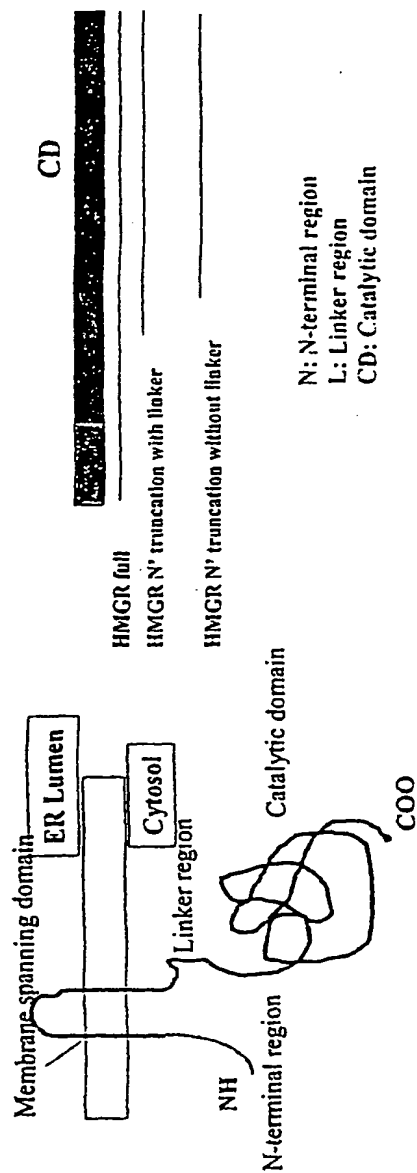 Membrane spanning domain
ER Lumen
Cytosol
Linker region
NH
N-terminal region
Catalytic domain
COO
CD
HMGR full
HMGR N' truncation with linker
HMGR N' truncation without linker
N: N-terminal region
L: Linker region
CD: Catalytic domain